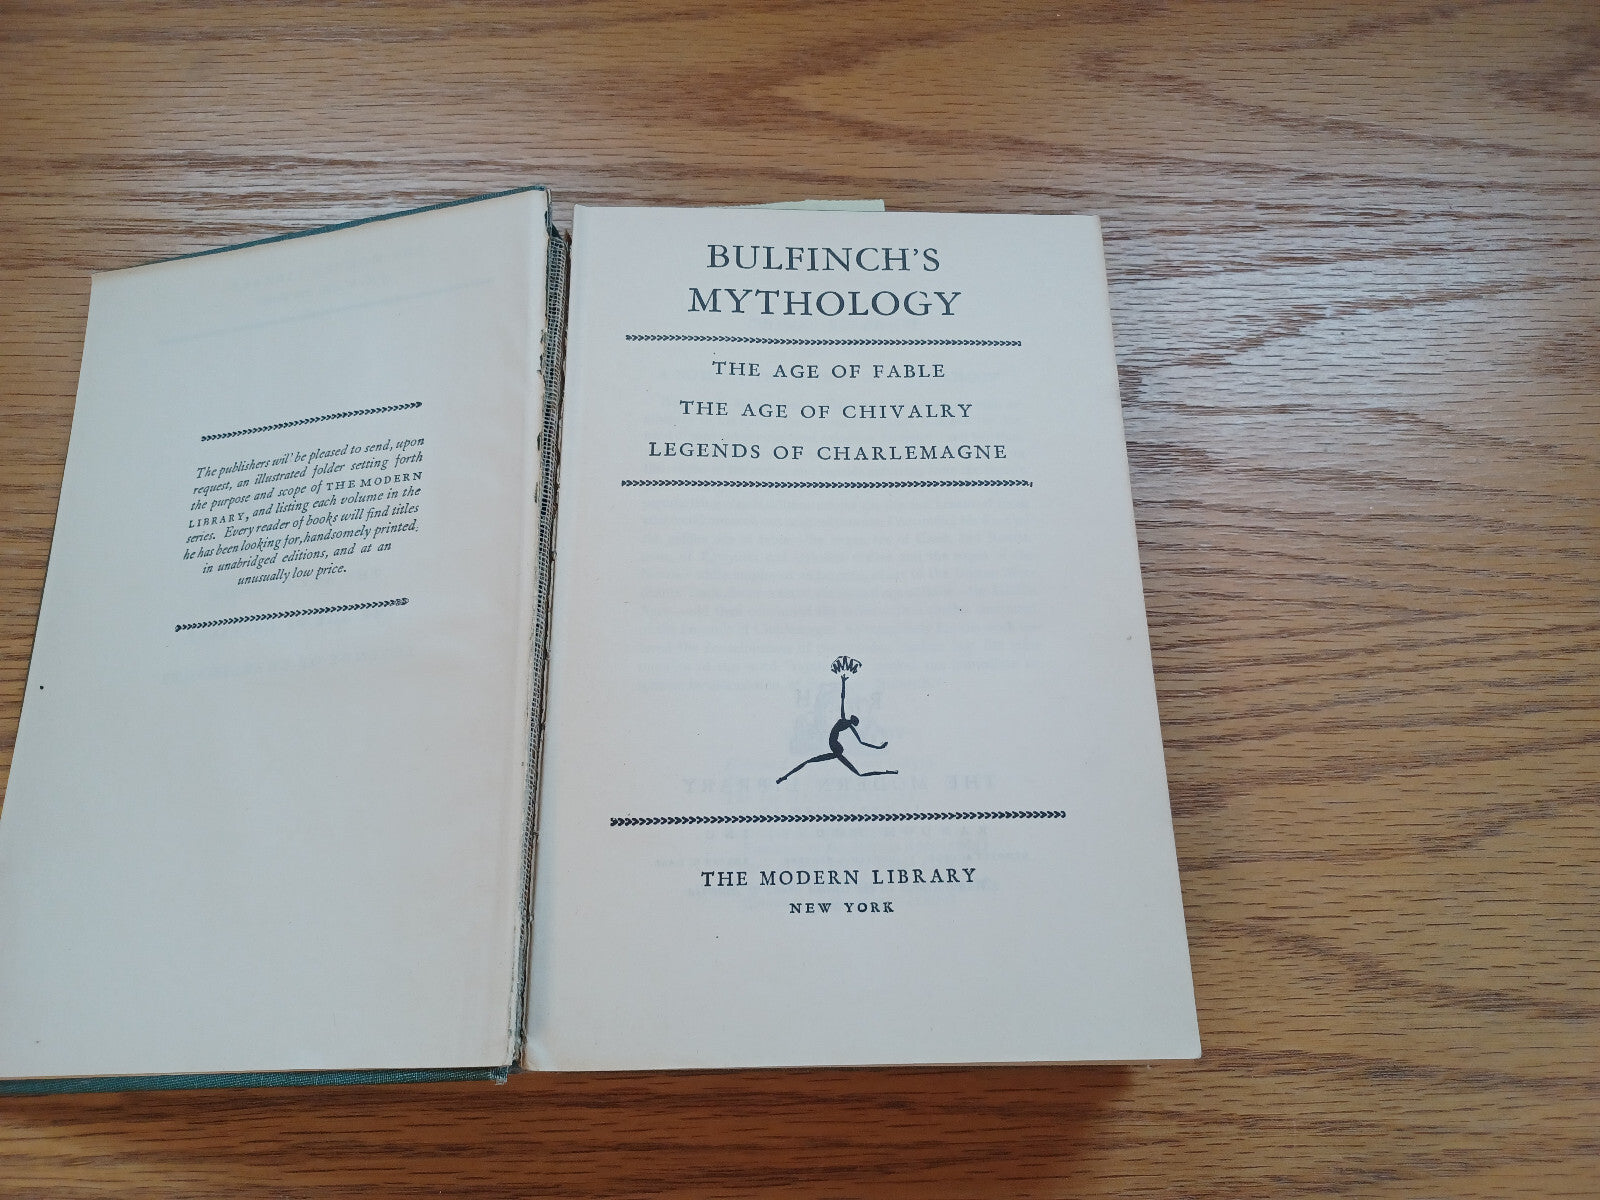 The publishers wil' be pleased to send, upon
request, an illustrated folder setting forth
the purpose and scope of THE MODERN
LIBRARY, and listing each volume in the
series. Every reader of books will find titles
he has been looking for, handsomely printed,
in unabridged editions, and at an
unusually low price.
BULFINCH'S
MYTHOLOGY
THE AGE OF FABLE
THE AGE OF CHIVALRY
LEGENDS OF CHARLEMAGNE
THE MODERN LIBRARY
NEW YORK